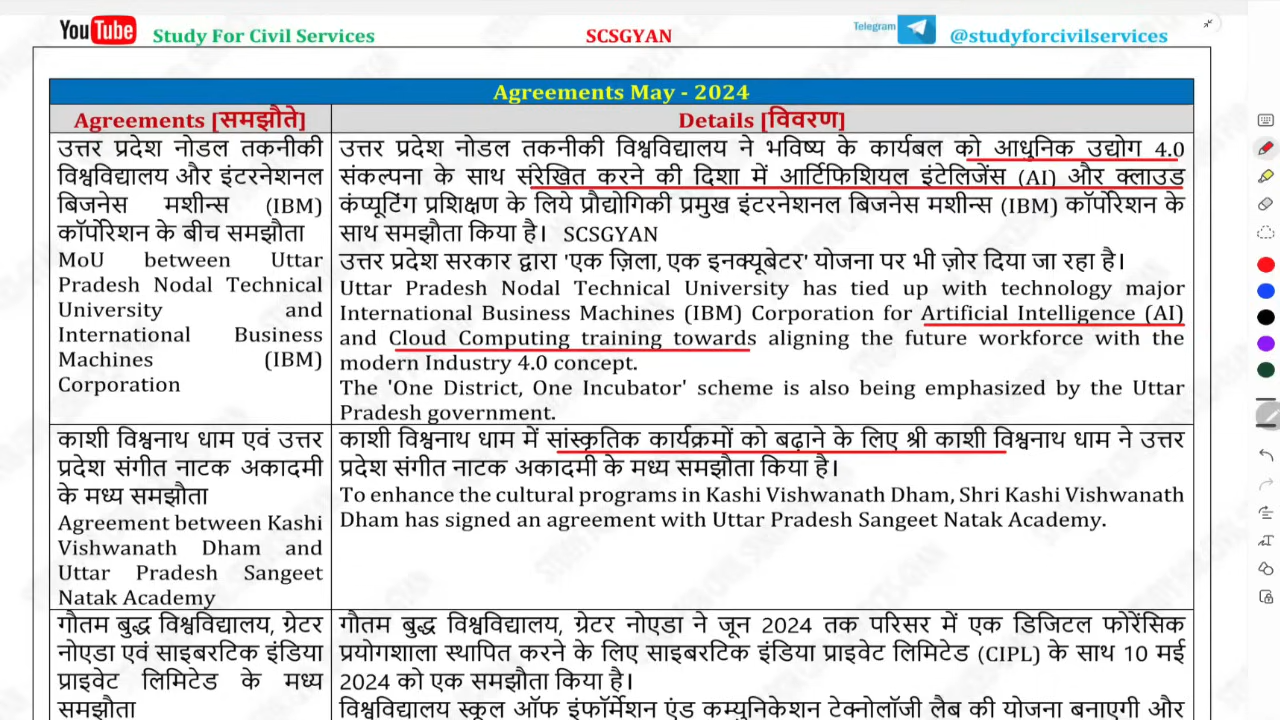 YouTube Study For Civil Services SCSGYAN Telegram @studyforcivilservices
Agreements May - 2024
Agreements [समझौते] Details [विवरण]
उत्तर प्रदेश नोडल तकनीकी
विश्वविद्यालय और इंटरनेशनल
बिजनेस मशीन्स (IBM)
कॉर्पोरेशन के बीच समझौता
MoU between Uttar
Pradesh Nodal Technical
University and
International Business
Machines (IBM)
Corporation
उत्तर प्रदेश नोडल तकनीकी विश्वविद्यालय ने भविष्य के कार्यबल को आधुनिक उद्योग 4.0
संकल्पना के साथ संरेखित करने की दिशा में आर्टिफिशियल इंटेलिजेंस (AI) और क्लाउड
कंप्यूटिंग प्रशिक्षण के लिये प्रौद्योगिकी प्रमुख इंटरनेशनल बिजनेस मशीन्स (IBM) कॉर्पोरेशन के
साथ समझौता किया है। SCSGYAN
उत्तर प्रदेश सरकार द्वारा 'एक ज़िला, एक इनक्यूबेटर' योजना पर भी ज़ोर दिया जा रहा है।
Uttar Pradesh Nodal Technical University has tied up with technology major
International Business Machines (IBM) Corporation for Artificial Intelligence (AI)
and Cloud Computing training towards aligning the future workforce with the
modern Industry 4.0 concept.
The 'One District, One Incubator' scheme is also being emphasized by the Uttar
Pradesh government.
काशी विश्वनाथ धाम एवं उत्तर
प्रदेश संगीत नाटक अकादमी
के मध्य समझौता
Agreement between Kashi
Vishwanath Dham and
Uttar Pradesh Sangeet
Natak Academy
काशी विश्वनाथ धाम में सांस्कृतिक कार्यक्रमों को बढ़ाने के लिए श्री काशी विश्वनाथ धाम ने उत्तर
प्रदेश संगीत नाटक अकादमी के मध्य समझौता किया है।
To enhance the cultural programs in Kashi Vishwanath Dham, Shri Kashi Vishwanath
Dham has signed an agreement with Uttar Pradesh Sangeet Natak Academy.
गौतम बुद्ध विश्वविद्यालय, ग्रेटर
नोएडा एवं साइबरटिक इंडिया
प्राइवेट लिमिटेड के मध्य
समझौता
गौतम बुद्ध विश्वविद्यालय, ग्रेटर नोएडा ने जून 2024 तक परिसर में एक डिजिटल फोरेंसिक
प्रयोगशाला स्थापित करने के लिए साइबरटिक इंडिया प्राइवेट लिमिटेड (CIPL) के साथ 10 मई
2024 को एक समझौता किया है।
विश्वविद्यालय स्कूल ऑफ इंफॉर्मेशन एंड कम्युनिकेशन टेक्नोलॉजी लैब की योजना बनाएगी और